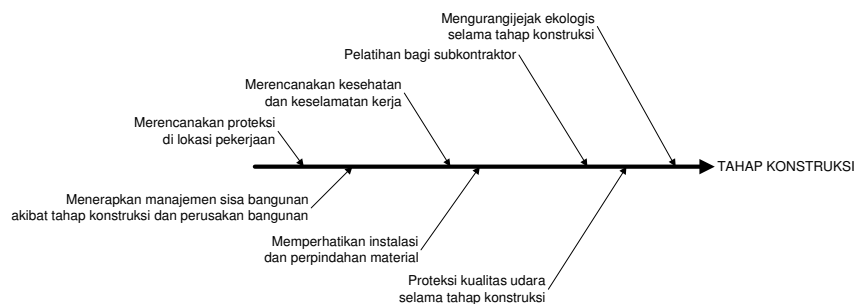 Mengurangijejak ekologis
selama tahap konstruksi
Pelatihan bagi subkontraktor
Merencanakan kesehatan
dan keselamatan kerja
Merencanakan proteksi
di lokasi pekerjaan
TAHAP KONSTRUKSI
Menerapkan manajemen sisa bangunan
akibat tahap konstruksi dan perusakan bangunan
Memperhatikan instalasi
dan perpindahan material
Proteksi kualitas udara
selama tahap konstruksi